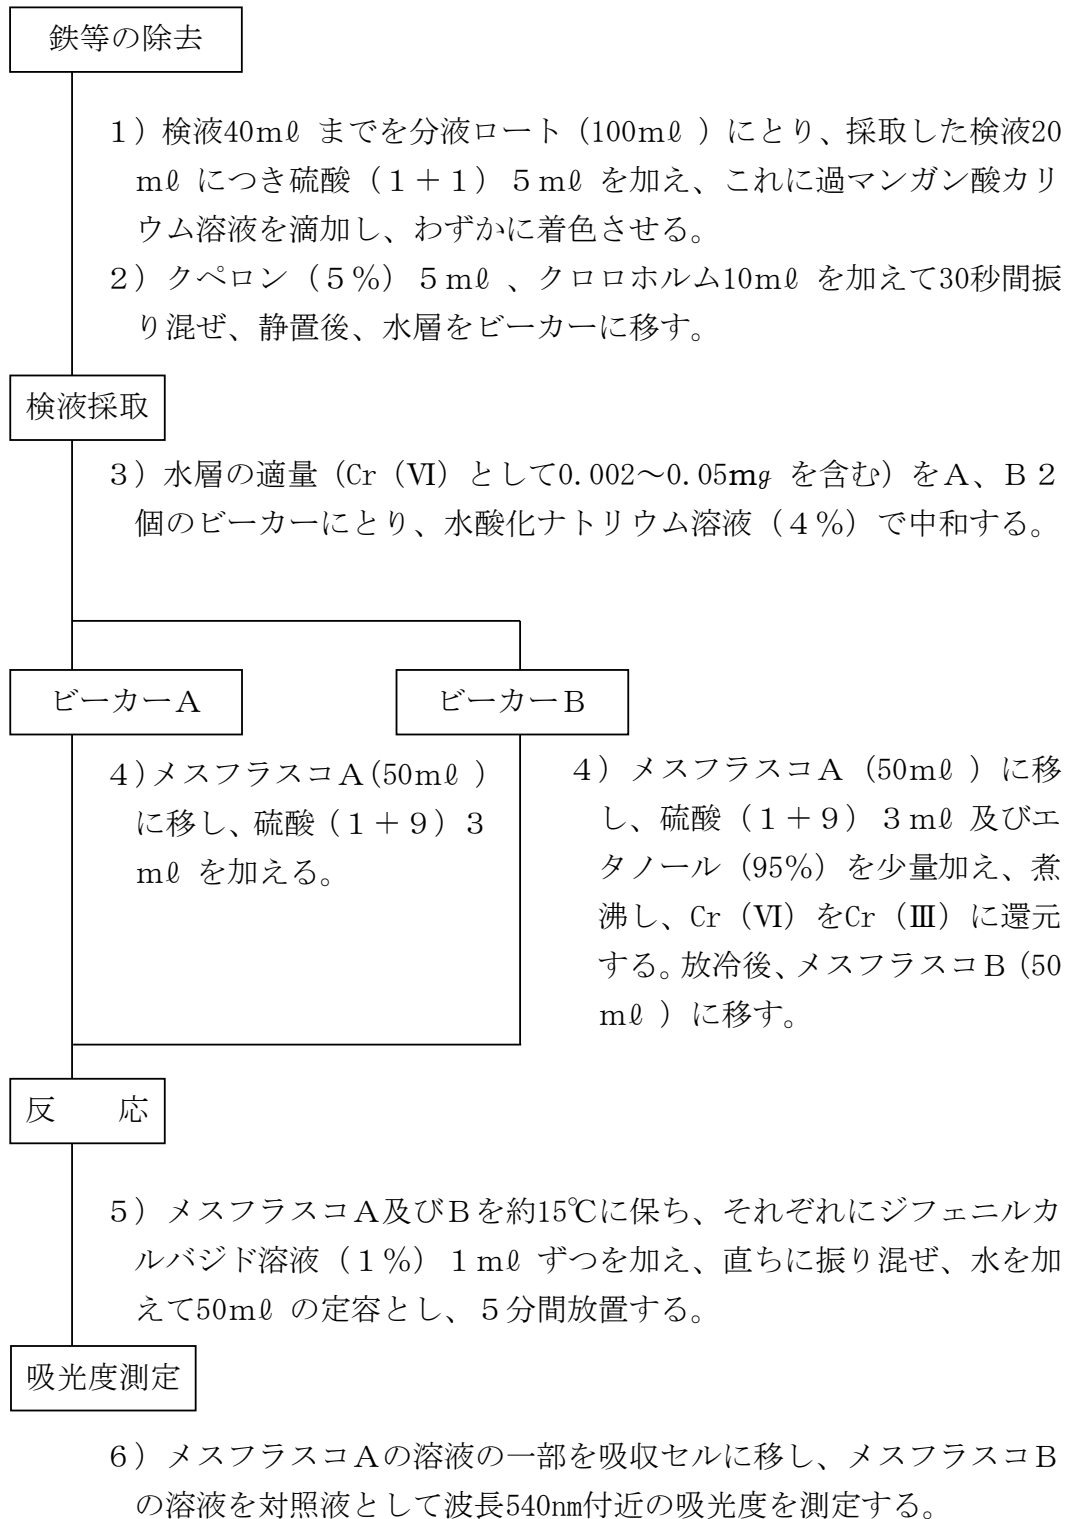 鉄等の除去
1）検液40mℓ までを分液ロート（100mℓ ）にとり、採取した検液20
mℓ につき硫酸（1＋1）5mℓ を加え、これに過マンガン酸カリ
ウム溶液を滴加し、わずかに着色させる。
2）クペロン（5％）5mℓ 、クロロホルム10mℓ を加えて30秒間振
り混ぜ、静置後、水層をビーカーに移す。
検液採取
3）水層の適量（Cr（Ⅵ）として0.002～0.05mg を含む）をA、B2
個のビーカーにとり、水酸化ナトリウム溶液（4％）で中和する。
ビーカーA
ビーカーB
4)メスフラスコA(50mℓ )
に移し、硫酸（1＋9）3
mℓ を加える。
4）メスフラスコA（50mℓ ）に移
し、硫酸（1＋9）3mℓ 及びエ
タノール（95％）を少量加え、煮
沸し、Cr（Ⅵ）をCr（Ⅲ）に還元
する。放冷後、メスフラスコB（50
mℓ ）に移す。
反　応
5）メスフラスコA及びBを約15℃に保ち、それぞれにジフェニルカ
ルバジド溶液（1％）1mℓ ずつを加え、直ちに振り混ぜ、水を加
えて50mℓ の定容とし、5分間放置する。
吸光度測定
6）メスフラスコAの溶液の一部を吸収セルに移し、メスフラスコB
の溶液を対照液として波長540nm付近の吸光度を測定する。